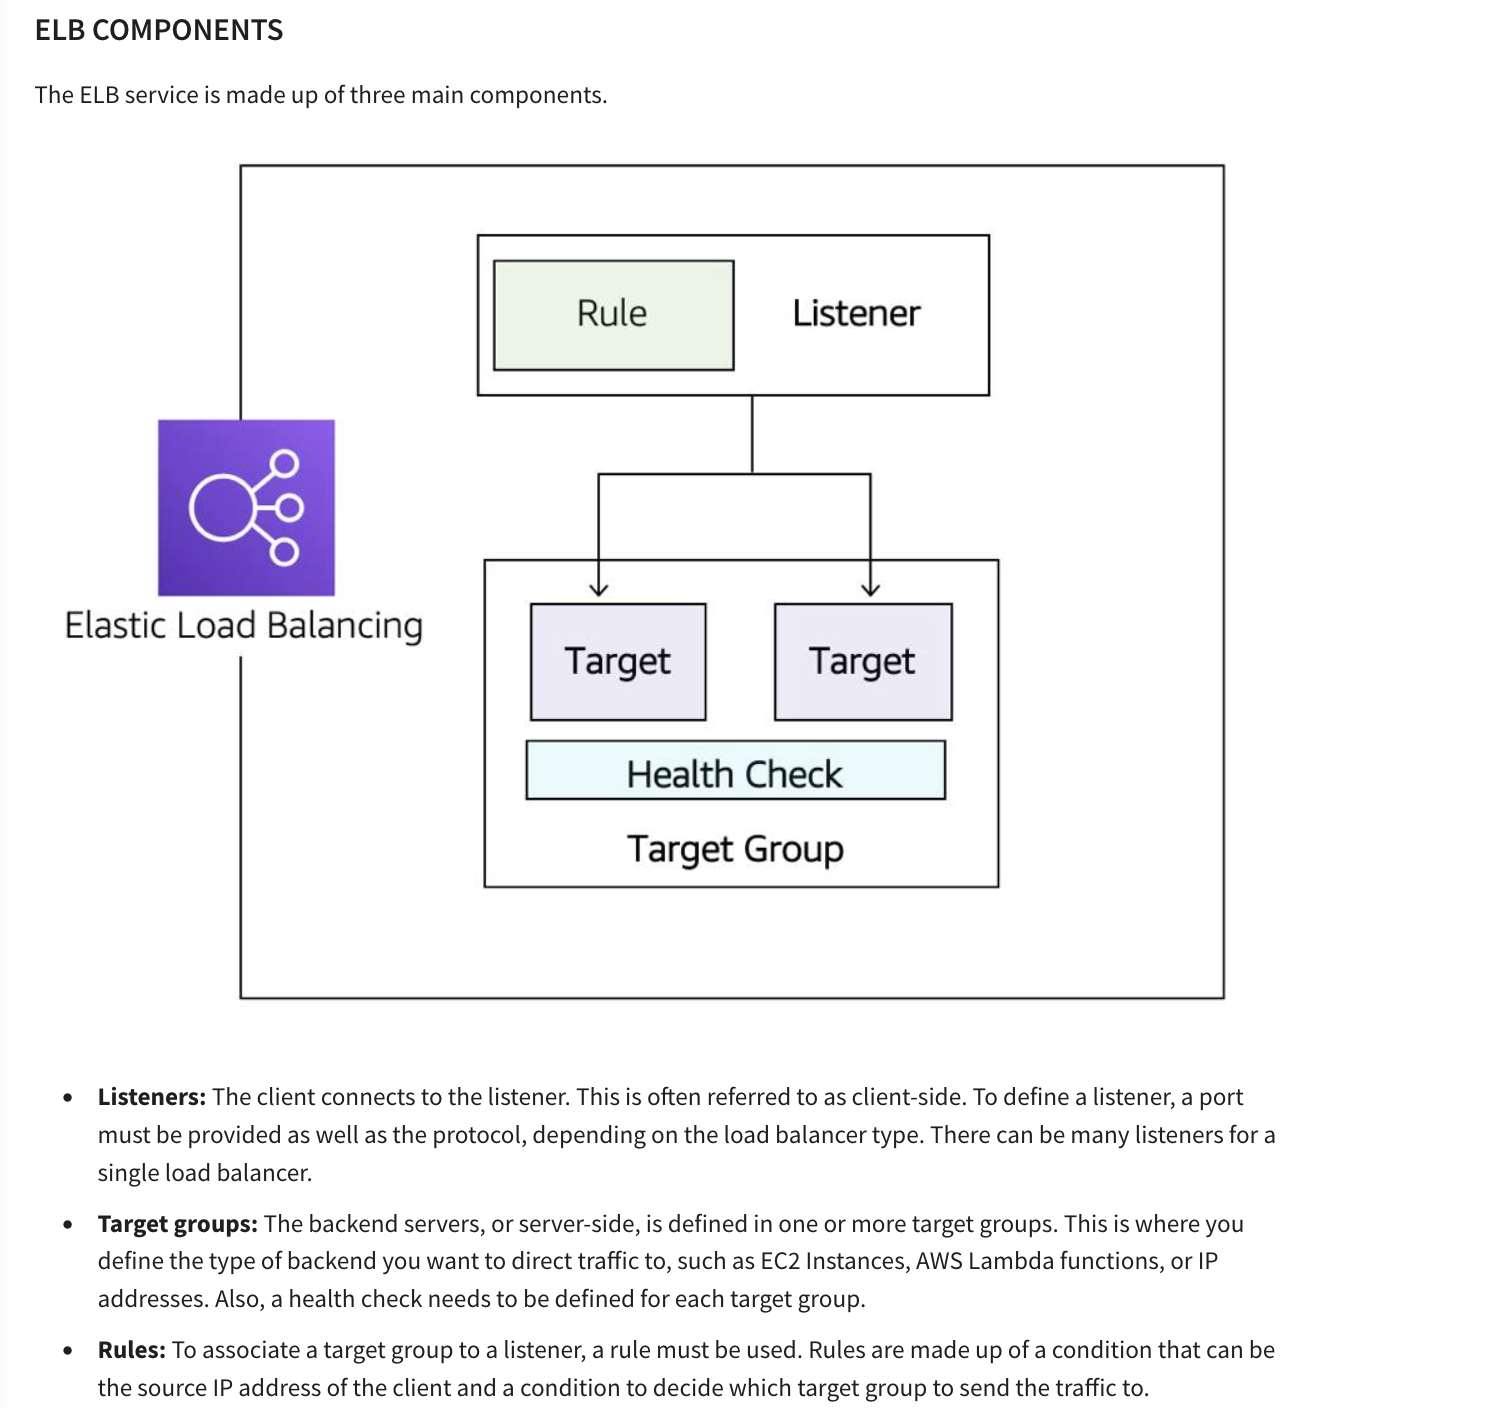 ELB COMPONENTS
The ELB service is made up of three main components.
Rule
Listener
Elastic Load Balancing
Target
Target
Health Check
Target Group
• Listeners: The client connects to the listener. This is often referred to as client-side. To define a listener, a port
must be provided as well as the protocol, depending on the load balancer type. There can be many listeners for a
single load balancer.
• Target groups: The backend servers, or server-side, is defined in one or more target groups. This is where you
define the type of backend you want to direct traffic to, such as EC2 Instances, AWS Lambda functions, or IP
addresses. Also, a health check needs to be defined for each target group.
• Rules: To associate a target group to a listener, a rule must be used. Rules are made up of a condition that can be
the source IP address of the client and a condition to decide which target group to send the traffic to.